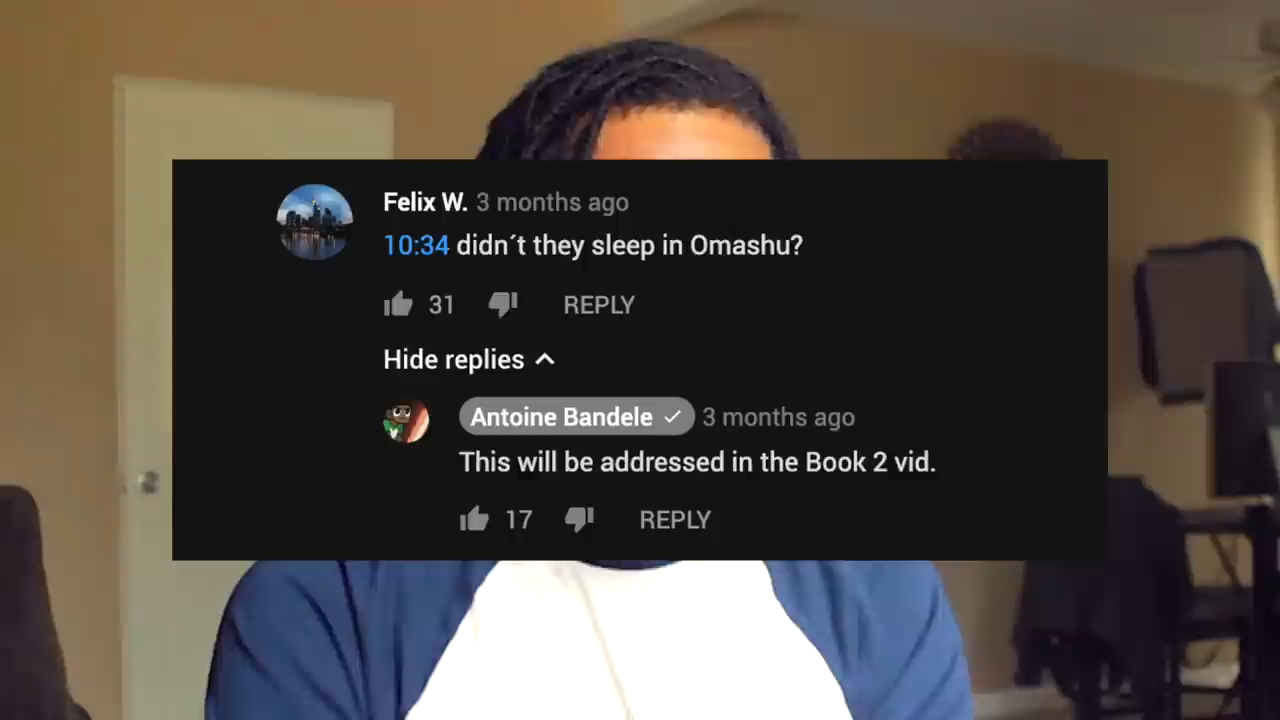 Felix W. 3 months ago
10:34 didn´t they sleep in Omashu?
31 REPLY
Hide replies
Antoine Bandele 3 months ago
This will be addressed in the Book 2 vid.
17 REPLY